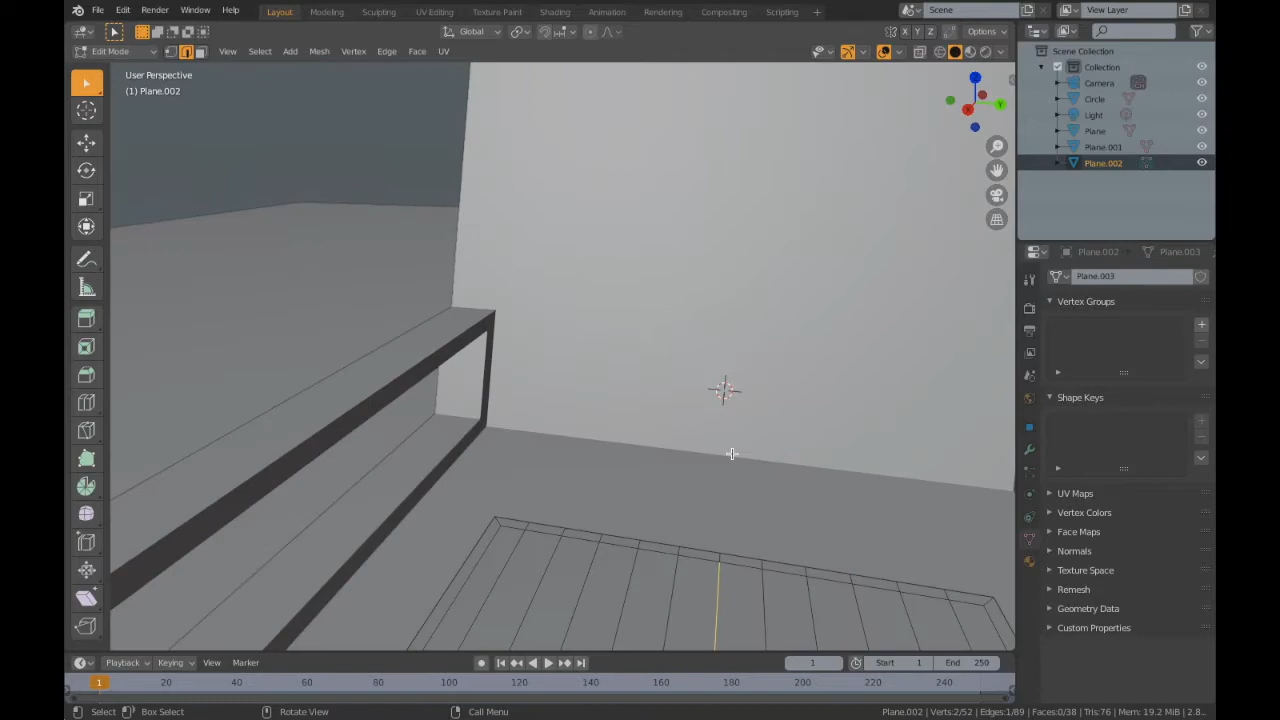 File Edit Render Window Help Layout Modeling Sculpting UV Editing Texture Paint Shading Animation Rendering Compositing Scripting + Scene View Layer
Global Options X Y Z
Edit Mode View Select Add Mesh Vertex Edge Face UV
User Perspective
(1) Plane.002
X Y
Scene Collection
Collection
Camera
Circle
Light
Plane
Plane.001
Plane.002
Plane.002 Plane.003
Plane.003
Vertex Groups
Shape Keys
UV Maps
Vertex Colors
Face Maps
Normals
Texture Space
Remesh
Geometry Data
Custom Properties
Playback Keying View Marker 1 Start 1 End 250
1 20 40 60 80 100 120 140 160 180 200 220 240
Select Box Select Rotate View Call Menu Plane.002 | Verts:2/52 | Edges:1/89 | Faces:0/38 | Tris:76 | Mem: 19.2 MiB | 2.8...